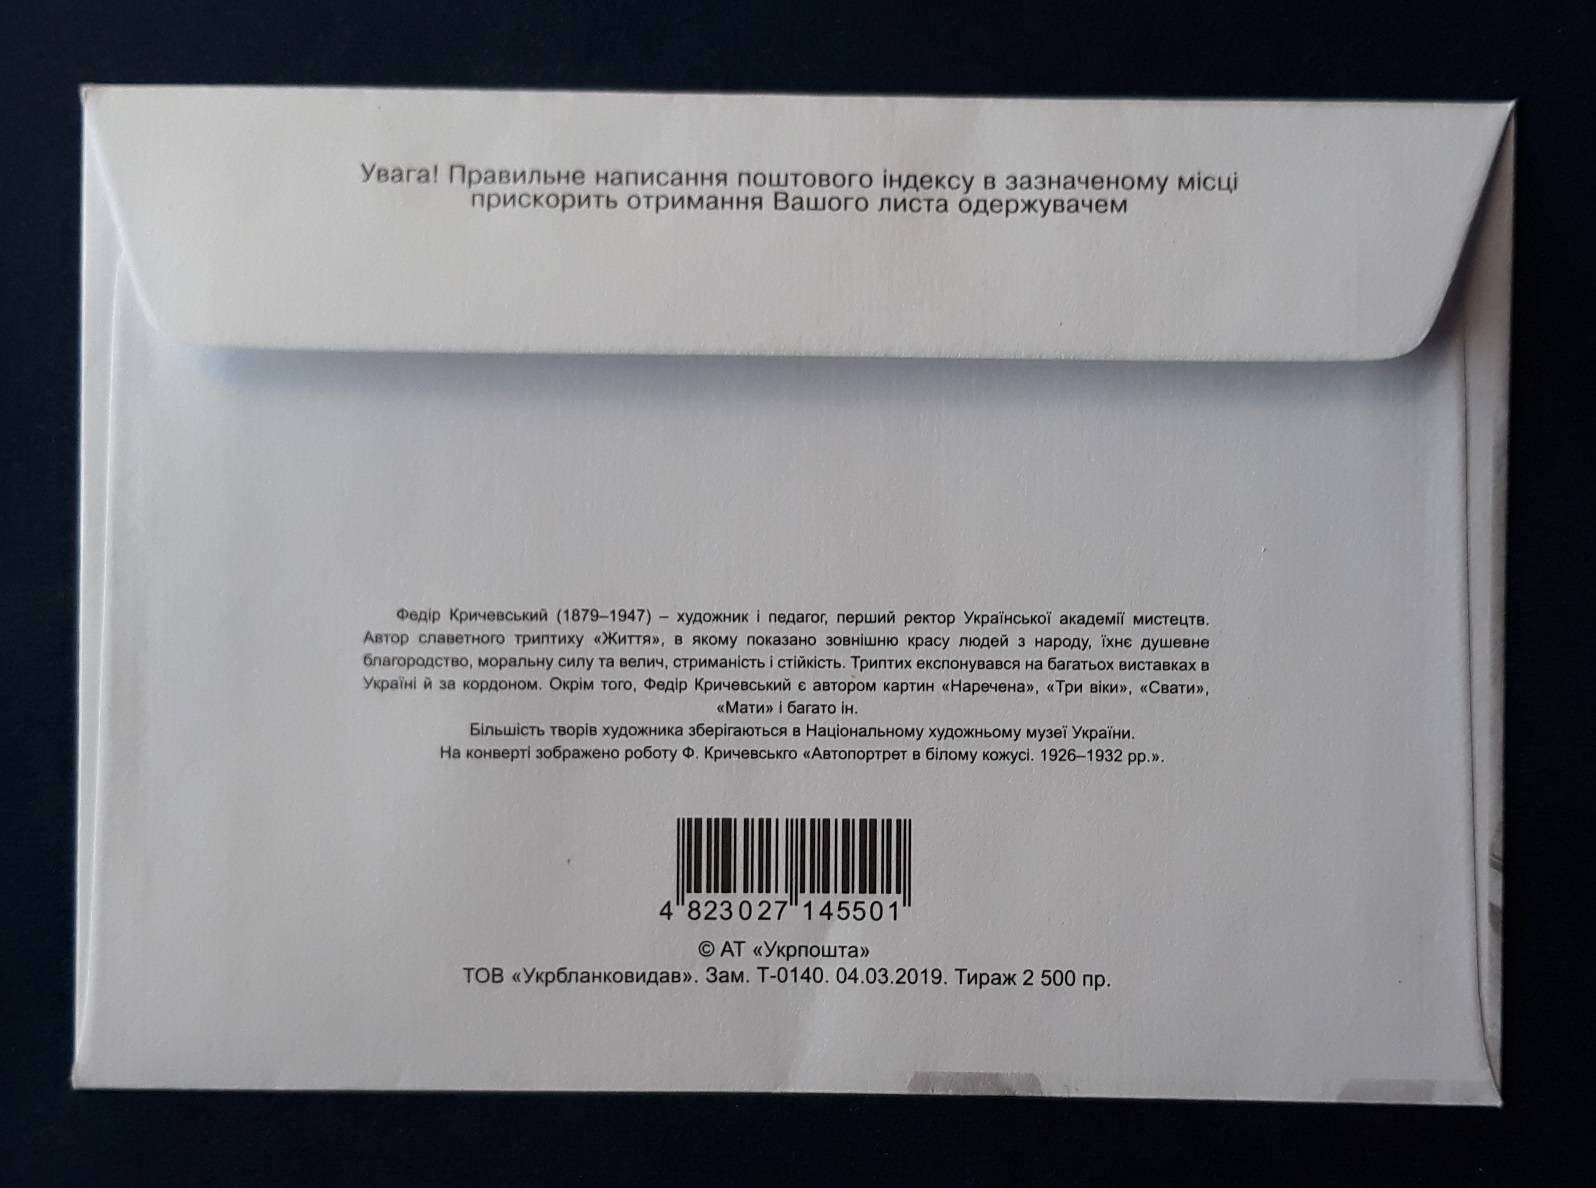 Увага! Правильне написання поштового індексу в зазначеному місці
прискорить отримання Вашого листа одержувачем
Федір Кричевський (1879–1947) – художник і педагог, перший ректор Української академії мистецтв.
Автор славетного триптиху «Життя», в якому показано зовнішню красу людей з народу, їхнє душевне
благородство, моральну силу та велич, стриманість і стійкість. Триптих експонувався на багатьох виставках в
Україні й за кордоном. Окрім того, Федір Кричевський є автором картин «Наречена», «Три віки», «Свати»,
«Мати» і багато ін.
Більшість творів художника зберігаються в Національному художньому музеї України.
На конверті зображено роботу Ф. Кричевськго «Автопортрет в білому кожусі. 1926–1932 рр.».
4 823027 145501
© АТ «Укрпошта»
ТОВ «Укрбланковидав». Зам. Т-0140. 04.03.2019. Тираж 2 500 пр.